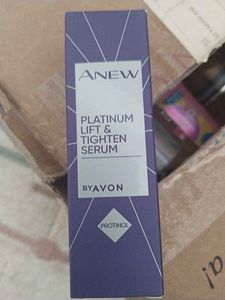 ANEW
PLATINUM
LIFT &
TIGHTEN
SERUM
BY AVON
PROTINOL